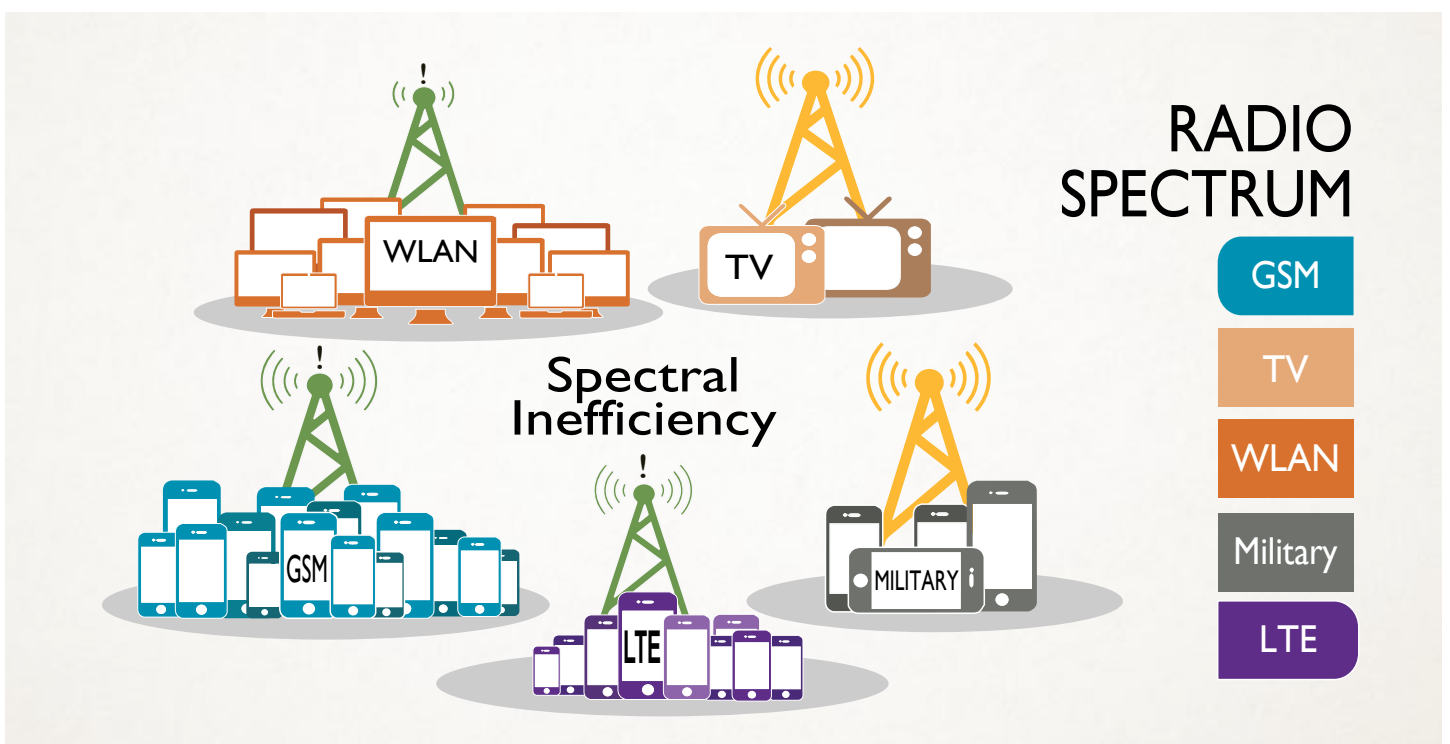 !
WLAN
TV
RADIO
SPECTRUM
GSM
TV
WLAN
Military
LTE
Spectral
Inefficiency
!
GSM
!
LTE
MILITARY